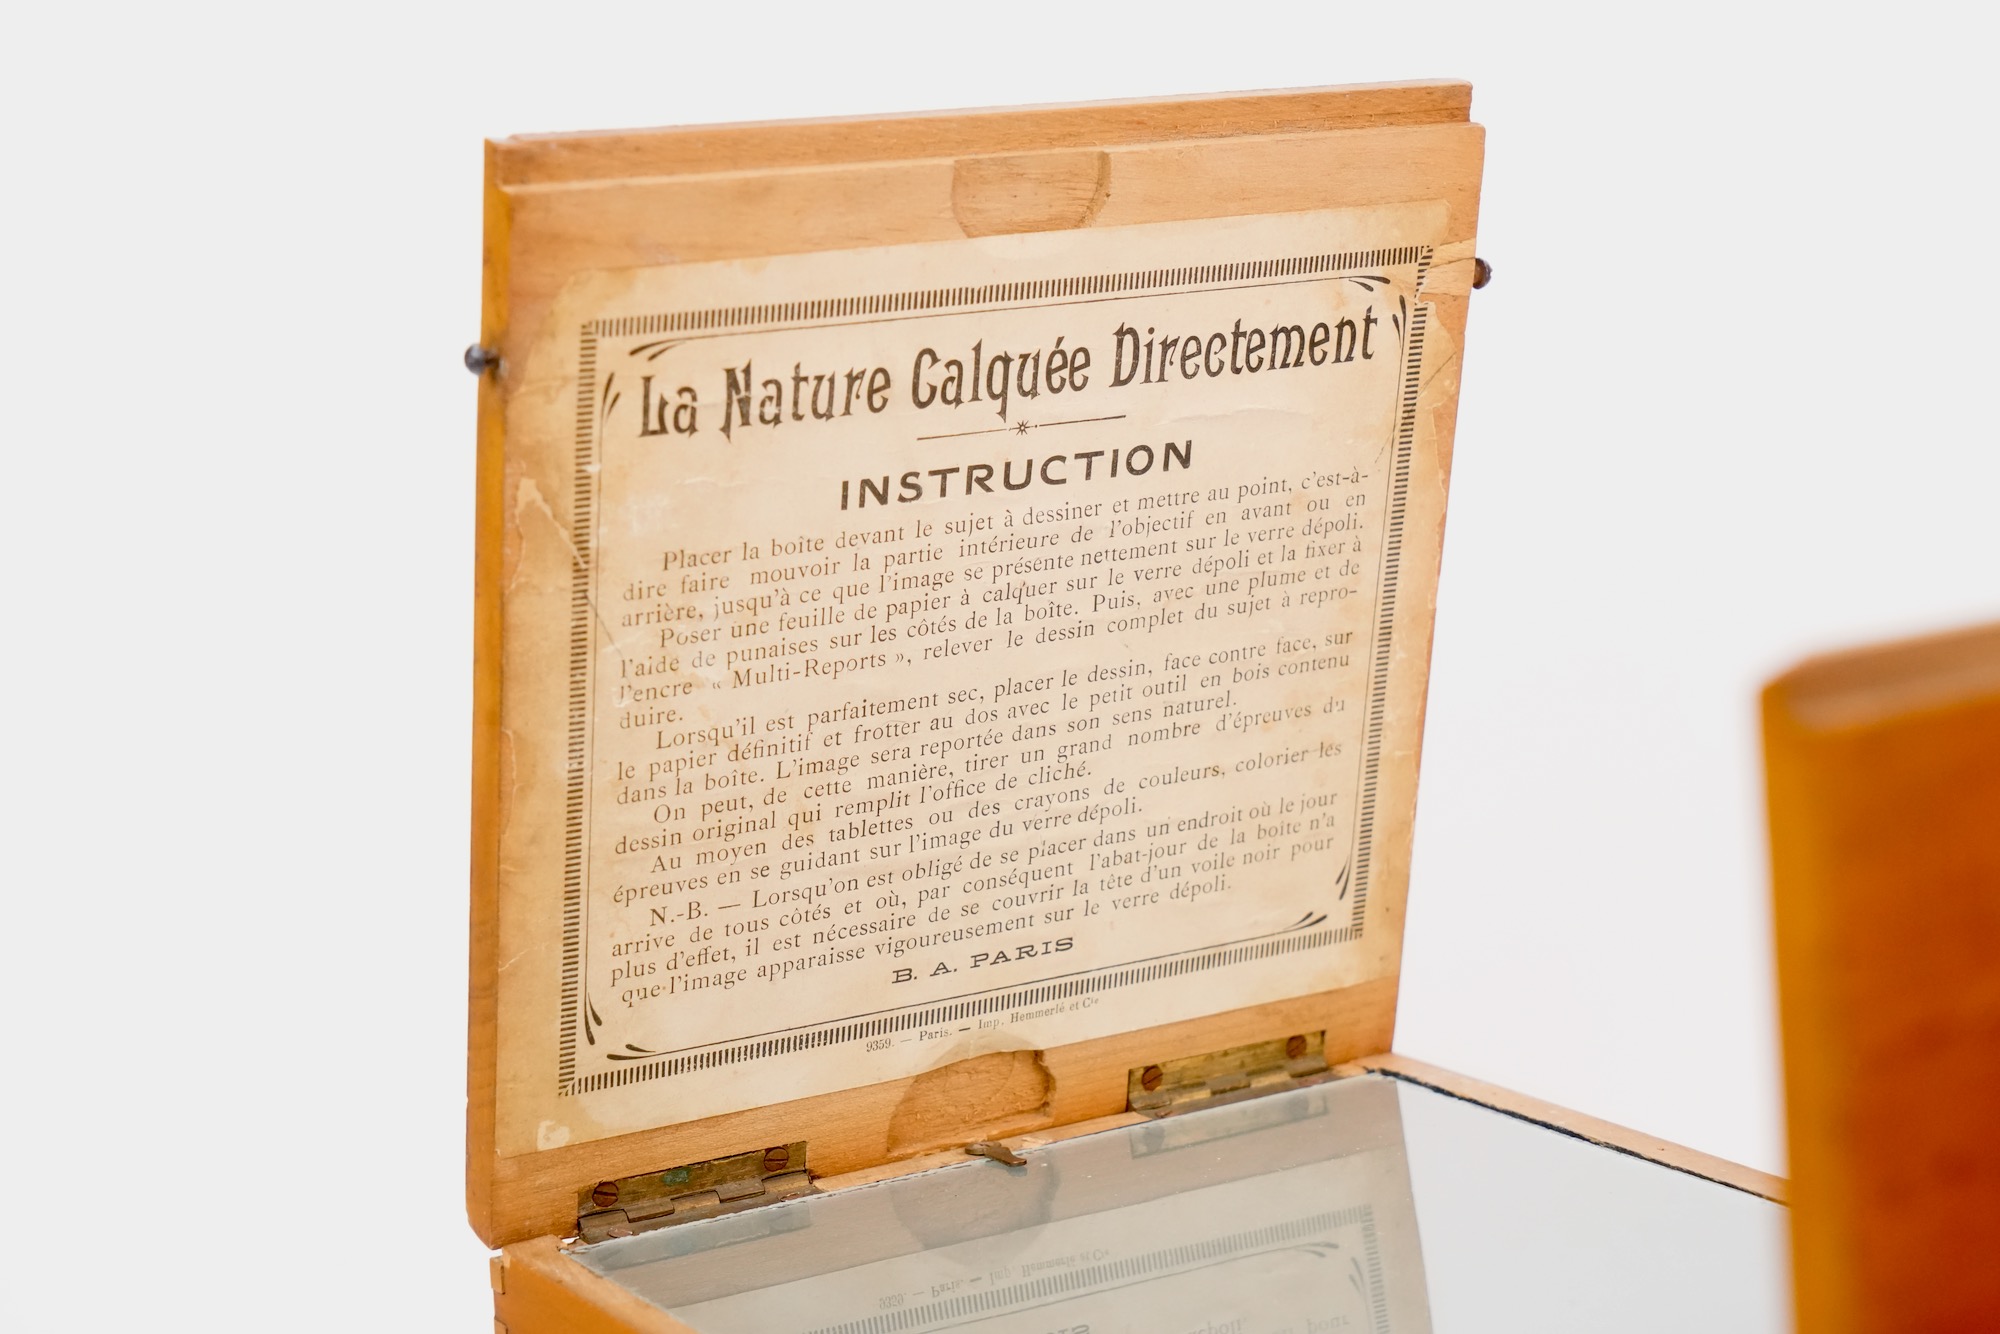 La Nature Calquée Directement
INSTRUCTION
Placer la boîte devant le sujet à dessiner et mettre au point, c'est-à-
dire faire mouvoir la partie intérieure de l'objectif en avant ou en
arrière, jusqu'à ce que l'image se présente nettement sur le verre dépoli.
Poser une feuille de papier à calquer sur le verre dépoli et la fixer à
l'aide de punaises sur les côtés de la boîte. Puis, avec une plume et de
l'encre « Multi-Reports », relever le dessin complet du sujet à repro-
duire.
Lorsqu'il est parfaitement sec, placer le dessin, face contre face, sur
le papier définitif et frotter au dos avec le petit outil en bois contenu
dans la boîte. L'image sera reportée dans son sens naturel.
On peut, de cette manière, tirer un grand nombre d'épreuves du
dessin original qui remplit l'office de cliché.
Au moyen des tablettes ou des crayons de couleurs, colorier les
épreuves en se guidant sur l'image du verre dépoli.
N.-B. — Lorsqu'on est obligé de se placer dans un endroit où le jour
arrive de tous côtés et où, par conséquent l'abat-jour de la boîte n'a
plus d'effet, il est nécessaire de se couvrir la tête d'un voile noir pour
que l'image apparaisse vigoureusement sur le verre dépoli.
B. A. PARIS
9359. — Paris. — Imp. Hemmerlé et Cie